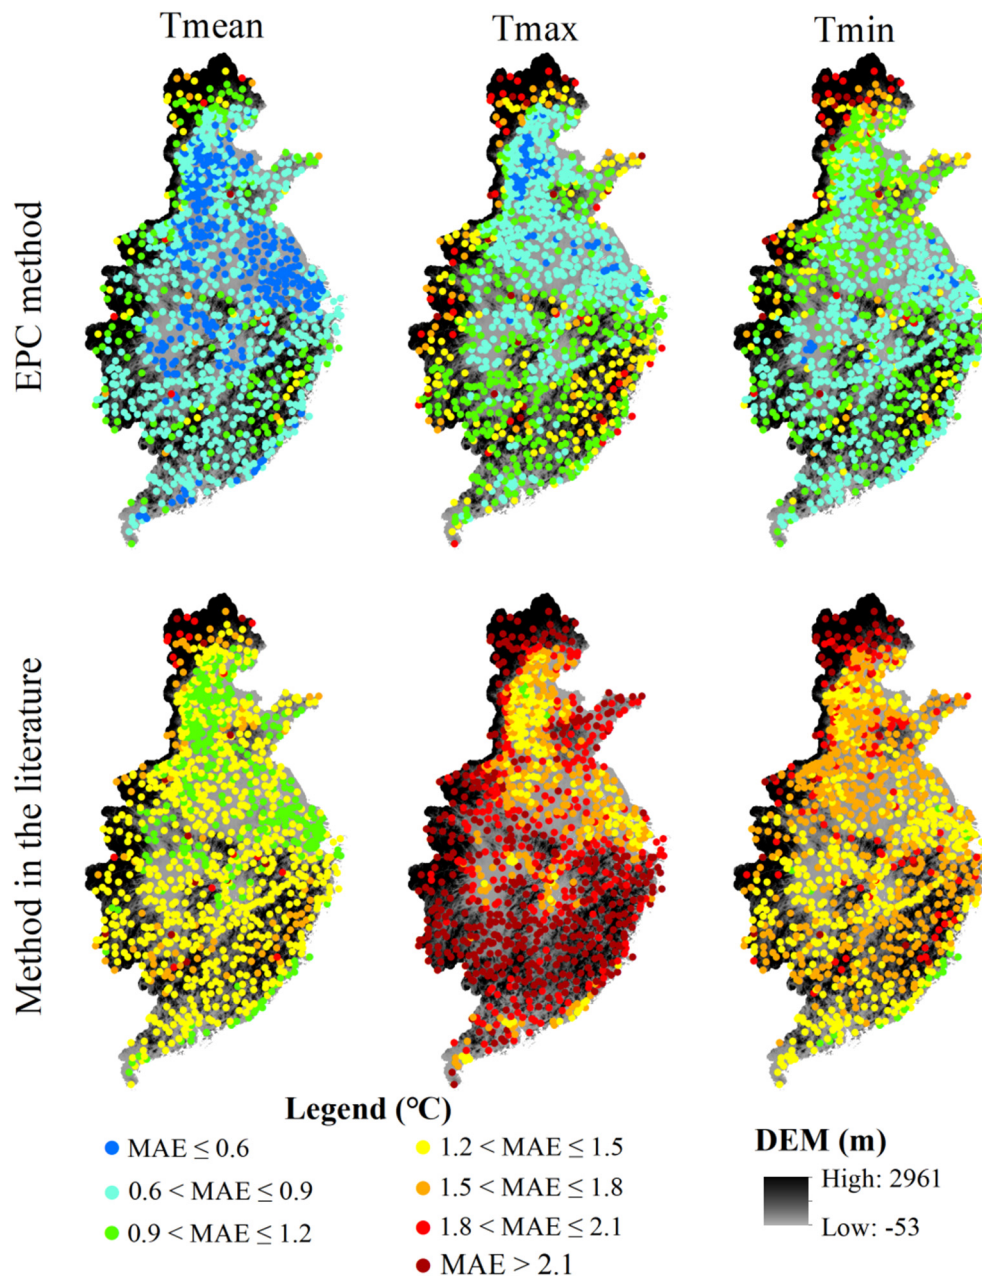 Tmean Tmax Tmin
EPC method
Method in the literature
Legend (°C)
MAE ≤ 0.6
0.6 < MAE ≤ 0.9
0.9 < MAE ≤ 1.2
1.2 < MAE ≤ 1.5
1.5 < MAE ≤ 1.8
1.8 < MAE ≤ 2.1
MAE > 2.1
DEM (m)
High: 2961
Low: -53